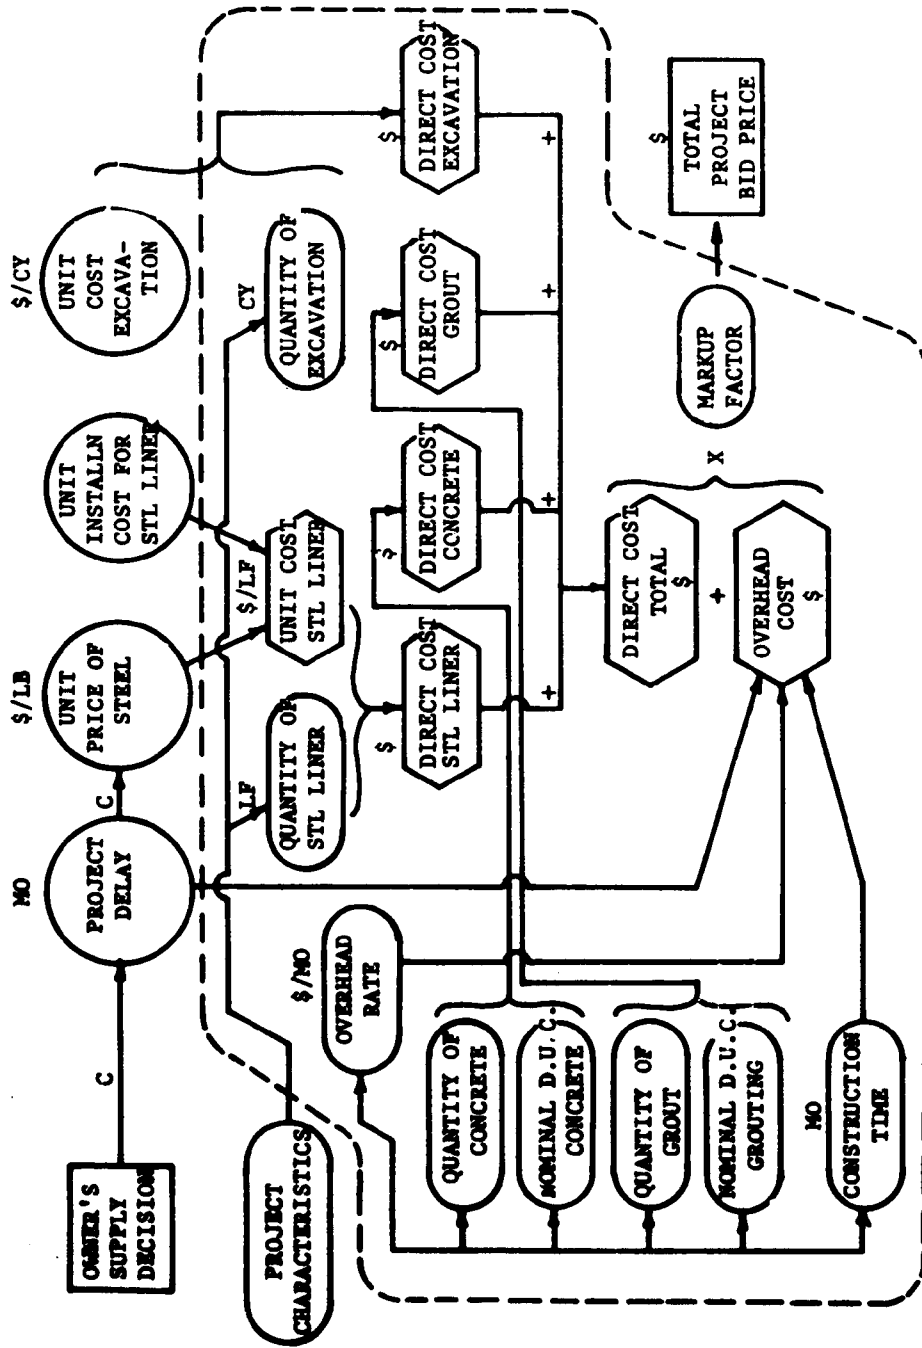 MO
$/LB
$/CY
OWNER'S
SUPPLY
DECISION
C
PROJECT
DELAY
C
UNIT
PRICE OF
STEEL
UNIT
INSTALLN
COST FOR
STL LINER
UNIT
COST
EXCAVA-
TION
PROJECT
CHARACTERISTICS
LF
QUANTITY OF
STL LINER
$/LF
UNIT COST
STL LINER
CY
QUANTITY OF
EXCAVATION
$/MO
OVERHEAD
RATE
$
DIRECT COST
STL LINER
$
DIRECT COST
CONCRETE
$
DIRECT COST
GROUT
$
DIRECT COST
EXCAVATION
QUANTITY OF
CONCRETE
NOMINAL D.U.C.
CONCRETE
QUANTITY OF
GROUT
NOMINAL D.U.C.
GROUTING
MO
CONSTRUCTION
TIME
+
+
+
+
DIRECT COST
TOTAL
$
+
OVERHEAD
COST
$
X
MARKUP
FACTOR
$
TOTAL
PROJECT
BID PRICE